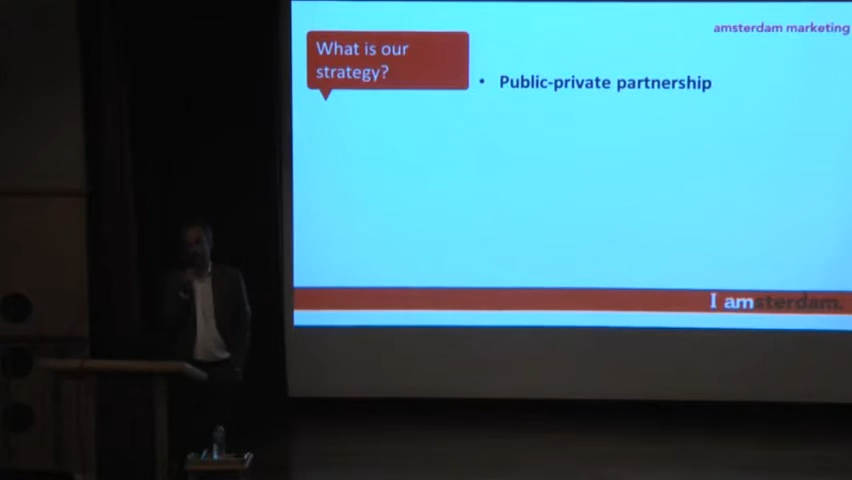 amsterdam marketing
What is our
strategy?
• Public-private partnership
I amsterdam.